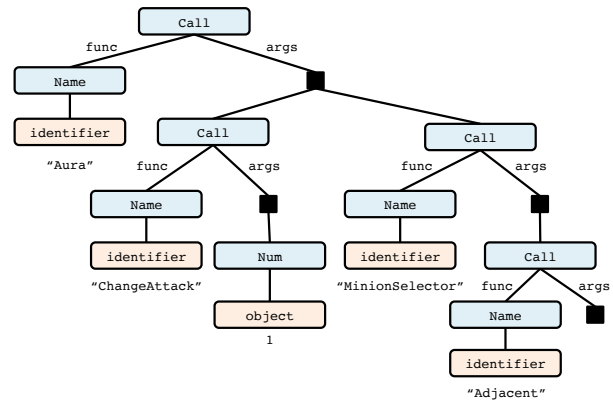 Call
func args
Name
identifier
“Aura”
Call Call
func args func args
Name Name
identifier Num identifier Call
“ChangeAttack” “MinionSelector”
func args
object Name
1
identifier
“Adjacent”